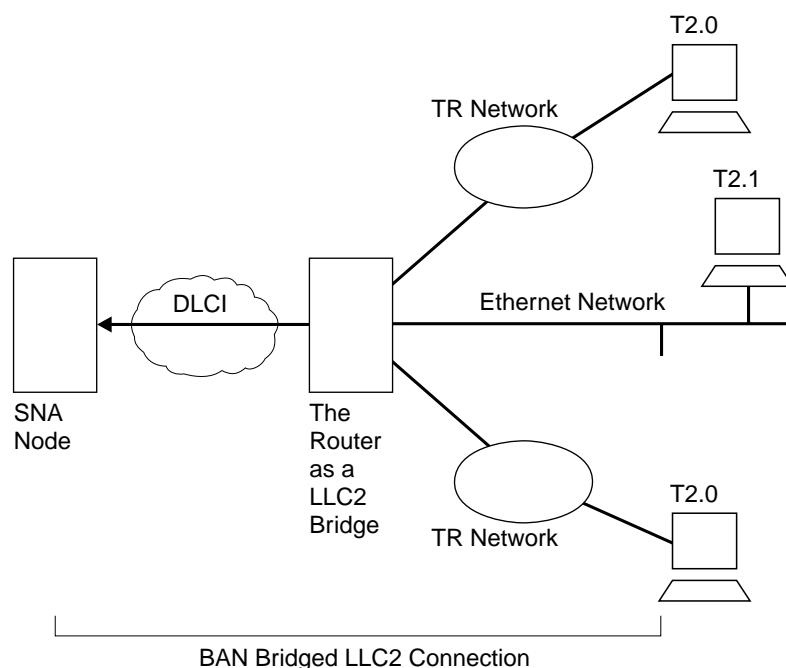 T2.0
TR Network
T2.1
DLCI
Ethernet Network
SNA
Node
The
Router
as a
LLC2
Bridge
T2.0
TR Network
BAN Bridged LLC2 Connection